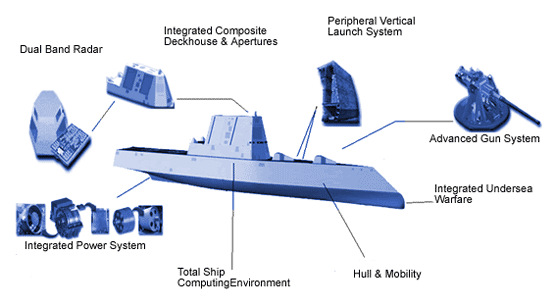 Integrated Composite
Deckhouse & Apertures
Peripheral Vertical
Launch System
Dual Band Radar
Advanced Gun System
Integrated Undersea
Warfare
Integrated Power System
Total Ship
ComputingEnvironment
Hull & Mobility